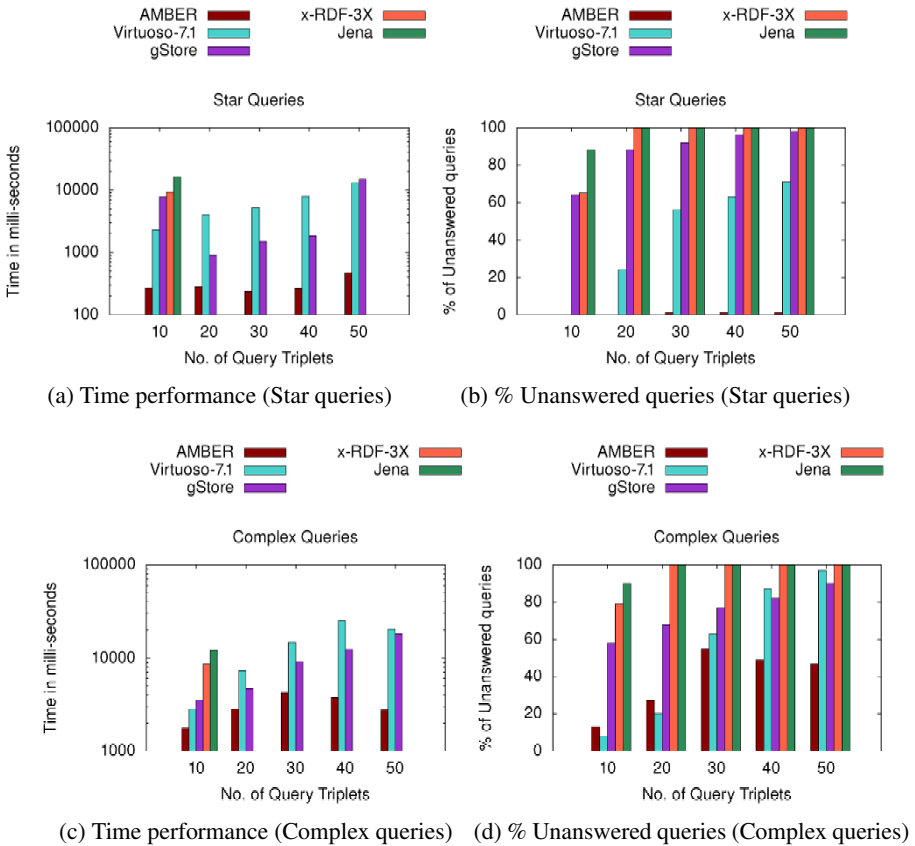 AMBER
Virtuoso-7.1
gStore
x-RDF-3X
Jena
Star Queries
Time in milli-seconds
100000
10000
1000
100
10 20 30 40 50
No. of Query Triplets
(a) Time performance (Star queries)
AMBER
Virtuoso-7.1
gStore
x-RDF-3X
Jena
Star Queries
% of Unanswered queries
100
80
60
40
20
0
10 20 30 40 50
No. of Query Triplets
(b) % Unanswered queries (Star queries)
AMBER
Virtuoso-7.1
gStore
x-RDF-3X
Jena
Complex Queries
Time in milli-seconds
100000
10000
1000
10 20 30 40 50
No. of Query Triplets
(c) Time performance (Complex queries)
AMBER
Virtuoso-7.1
gStore
x-RDF-3X
Jena
Complex Queries
% of Unanswered queries
100
80
60
40
20
0
10 20 30 40 50
No. of Query Triplets
(d) % Unanswered queries (Complex queries)